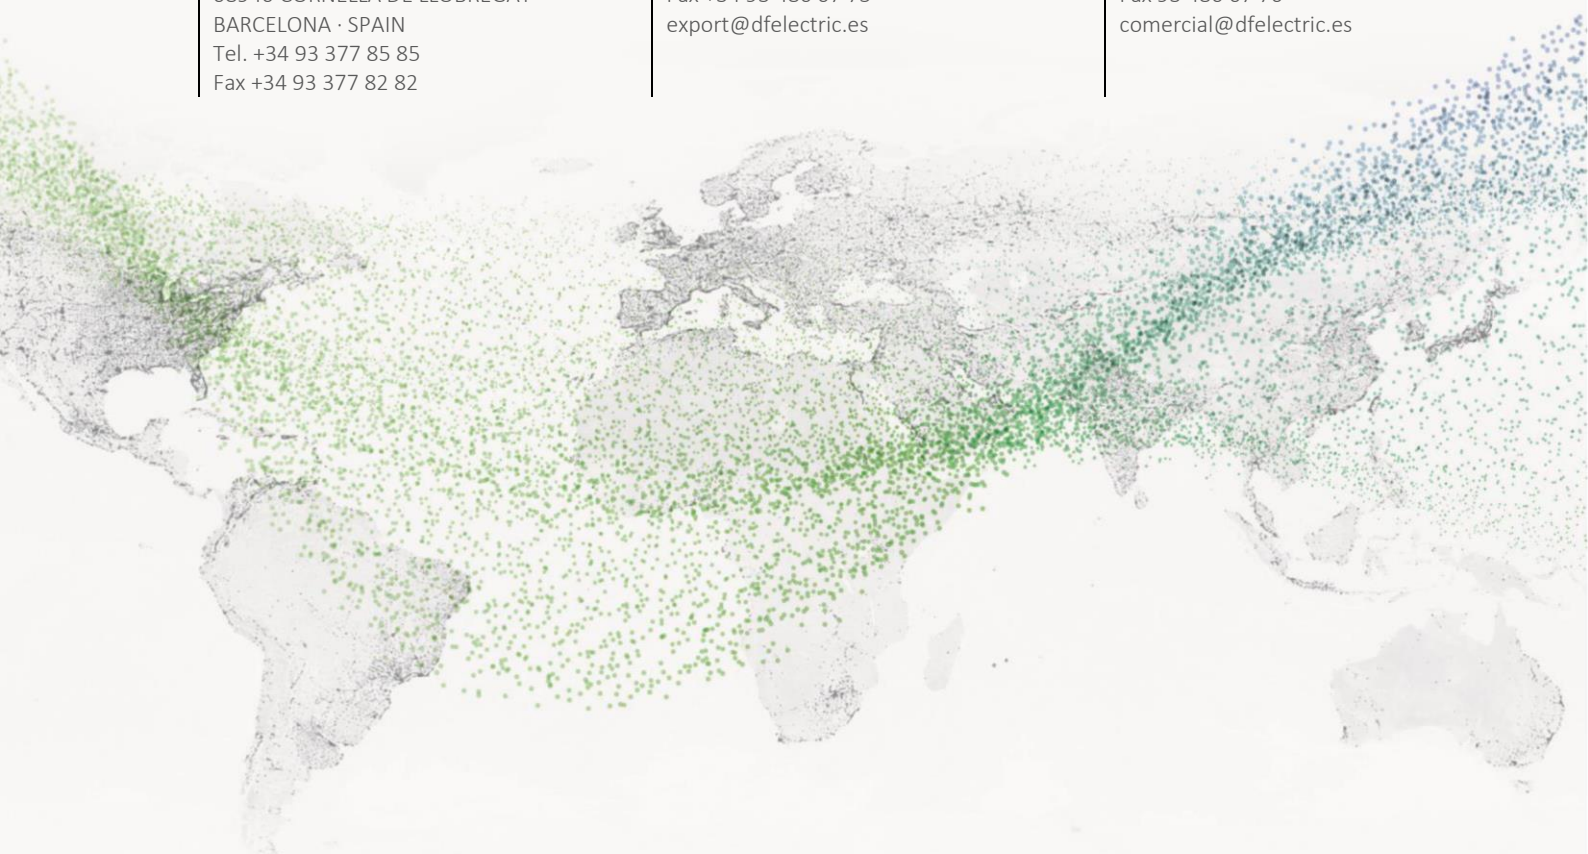 BARCELONA · SPAIN
Tel. +34 93 377 85 85
Fax +34 93 377 82 82
export@dfelectric.es
comercial@dfelectric.es